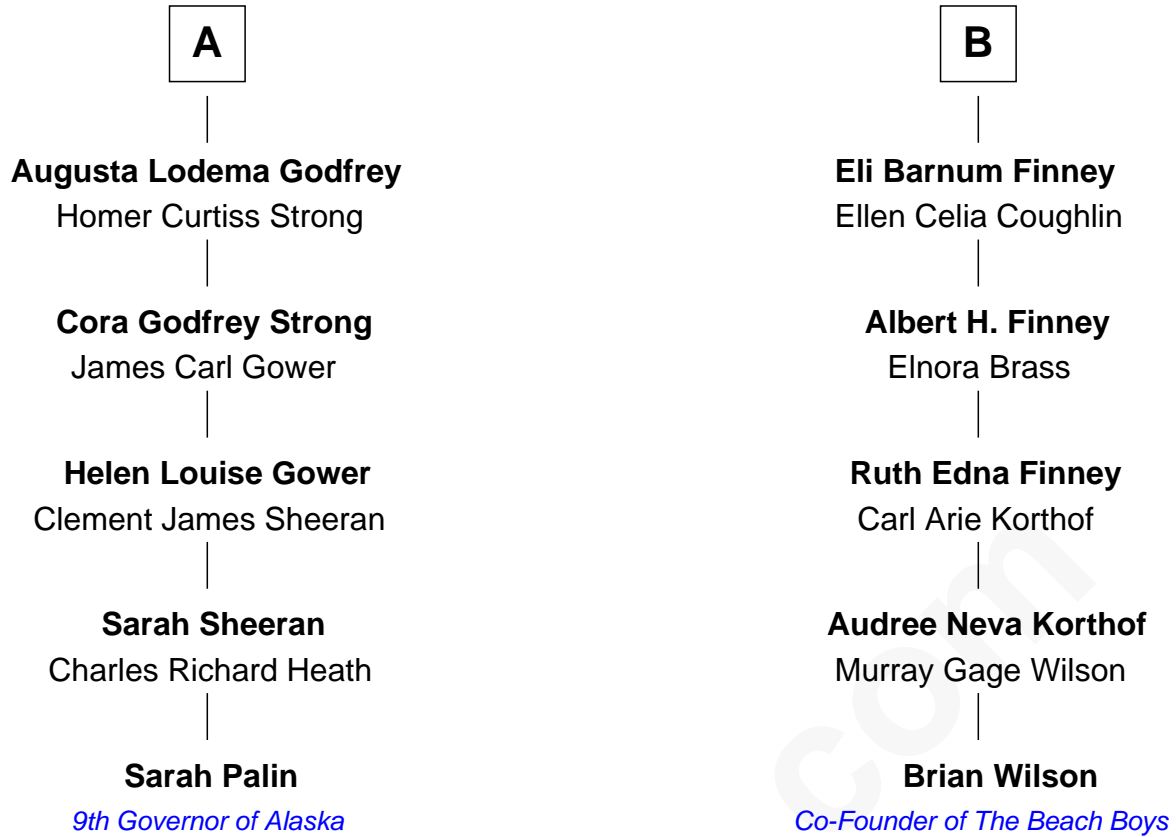 A
Augusta Lodema Godfrey
Homer Curtiss Strong
Cora Godfrey Strong
James Carl Gower
Helen Louise Gower
Clement James Sheeran
Sarah Sheeran
Charles Richard Heath
Sarah Palin
9th Governor of Alaska
B
Eli Barnum Finney
Ellen Celia Coughlin
Albert H. Finney
Elnora Brass
Ruth Edna Finney
Carl Arie Korthof
Audree Neva Korthof
Murray Gage Wilson
Brian Wilson
Co-Founder of The Beach Boys
com